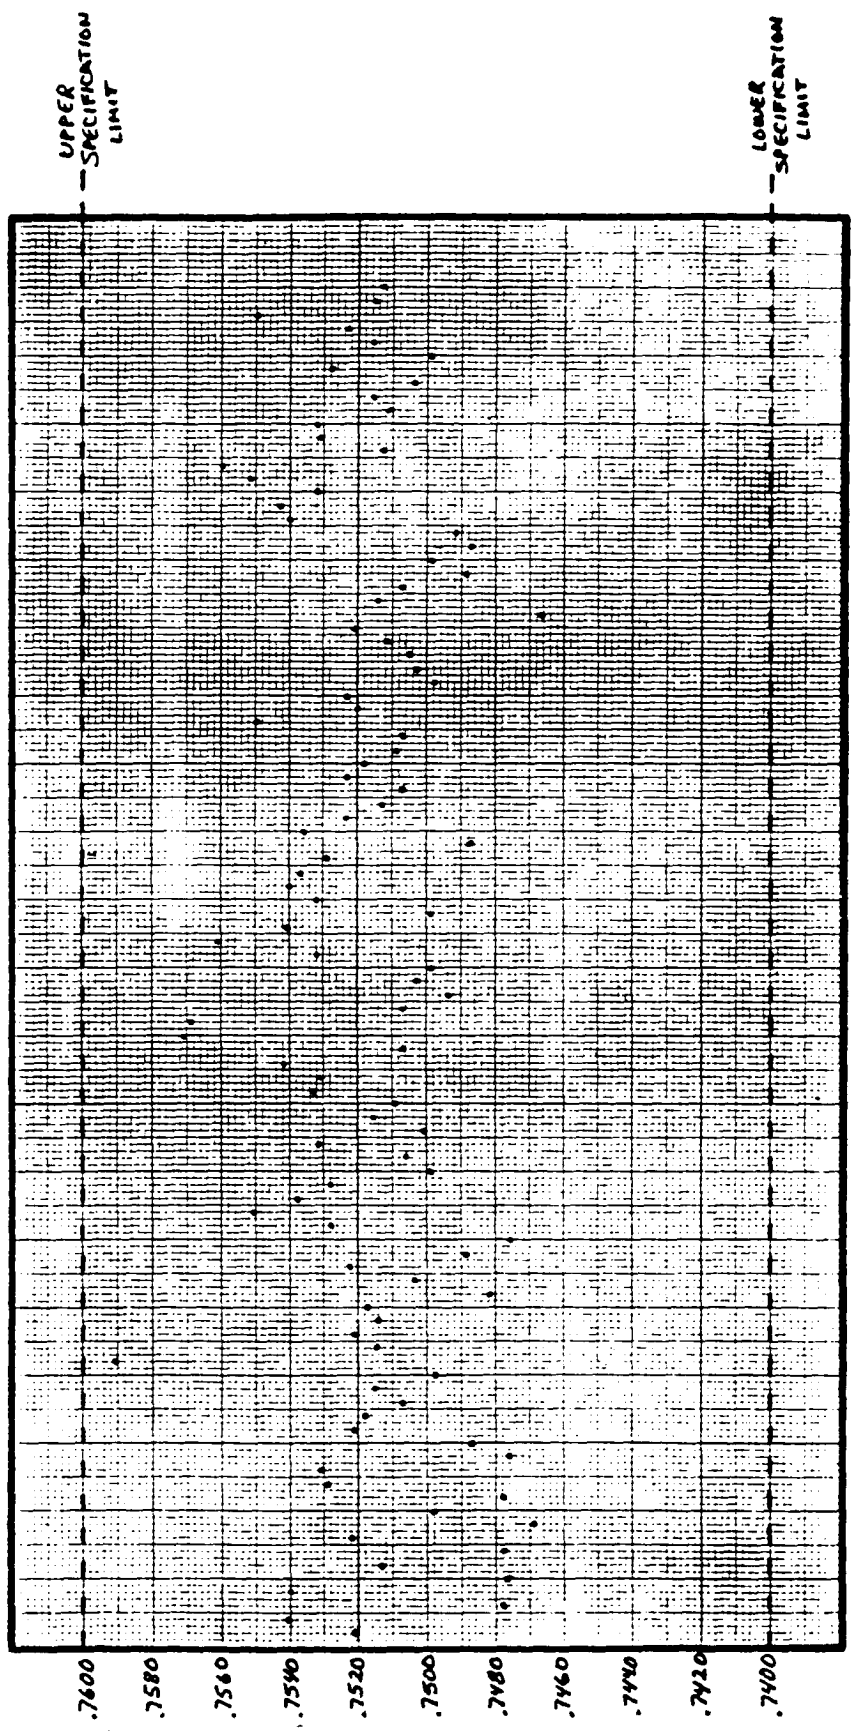 UPPER
SPECIFICATION
LIMIT
.7600
.7580
.7560
.7540
.7520
.7500
.7480
.7460
.7440
.7420
.7400
LOWER
SPECIFICATION
LIMIT